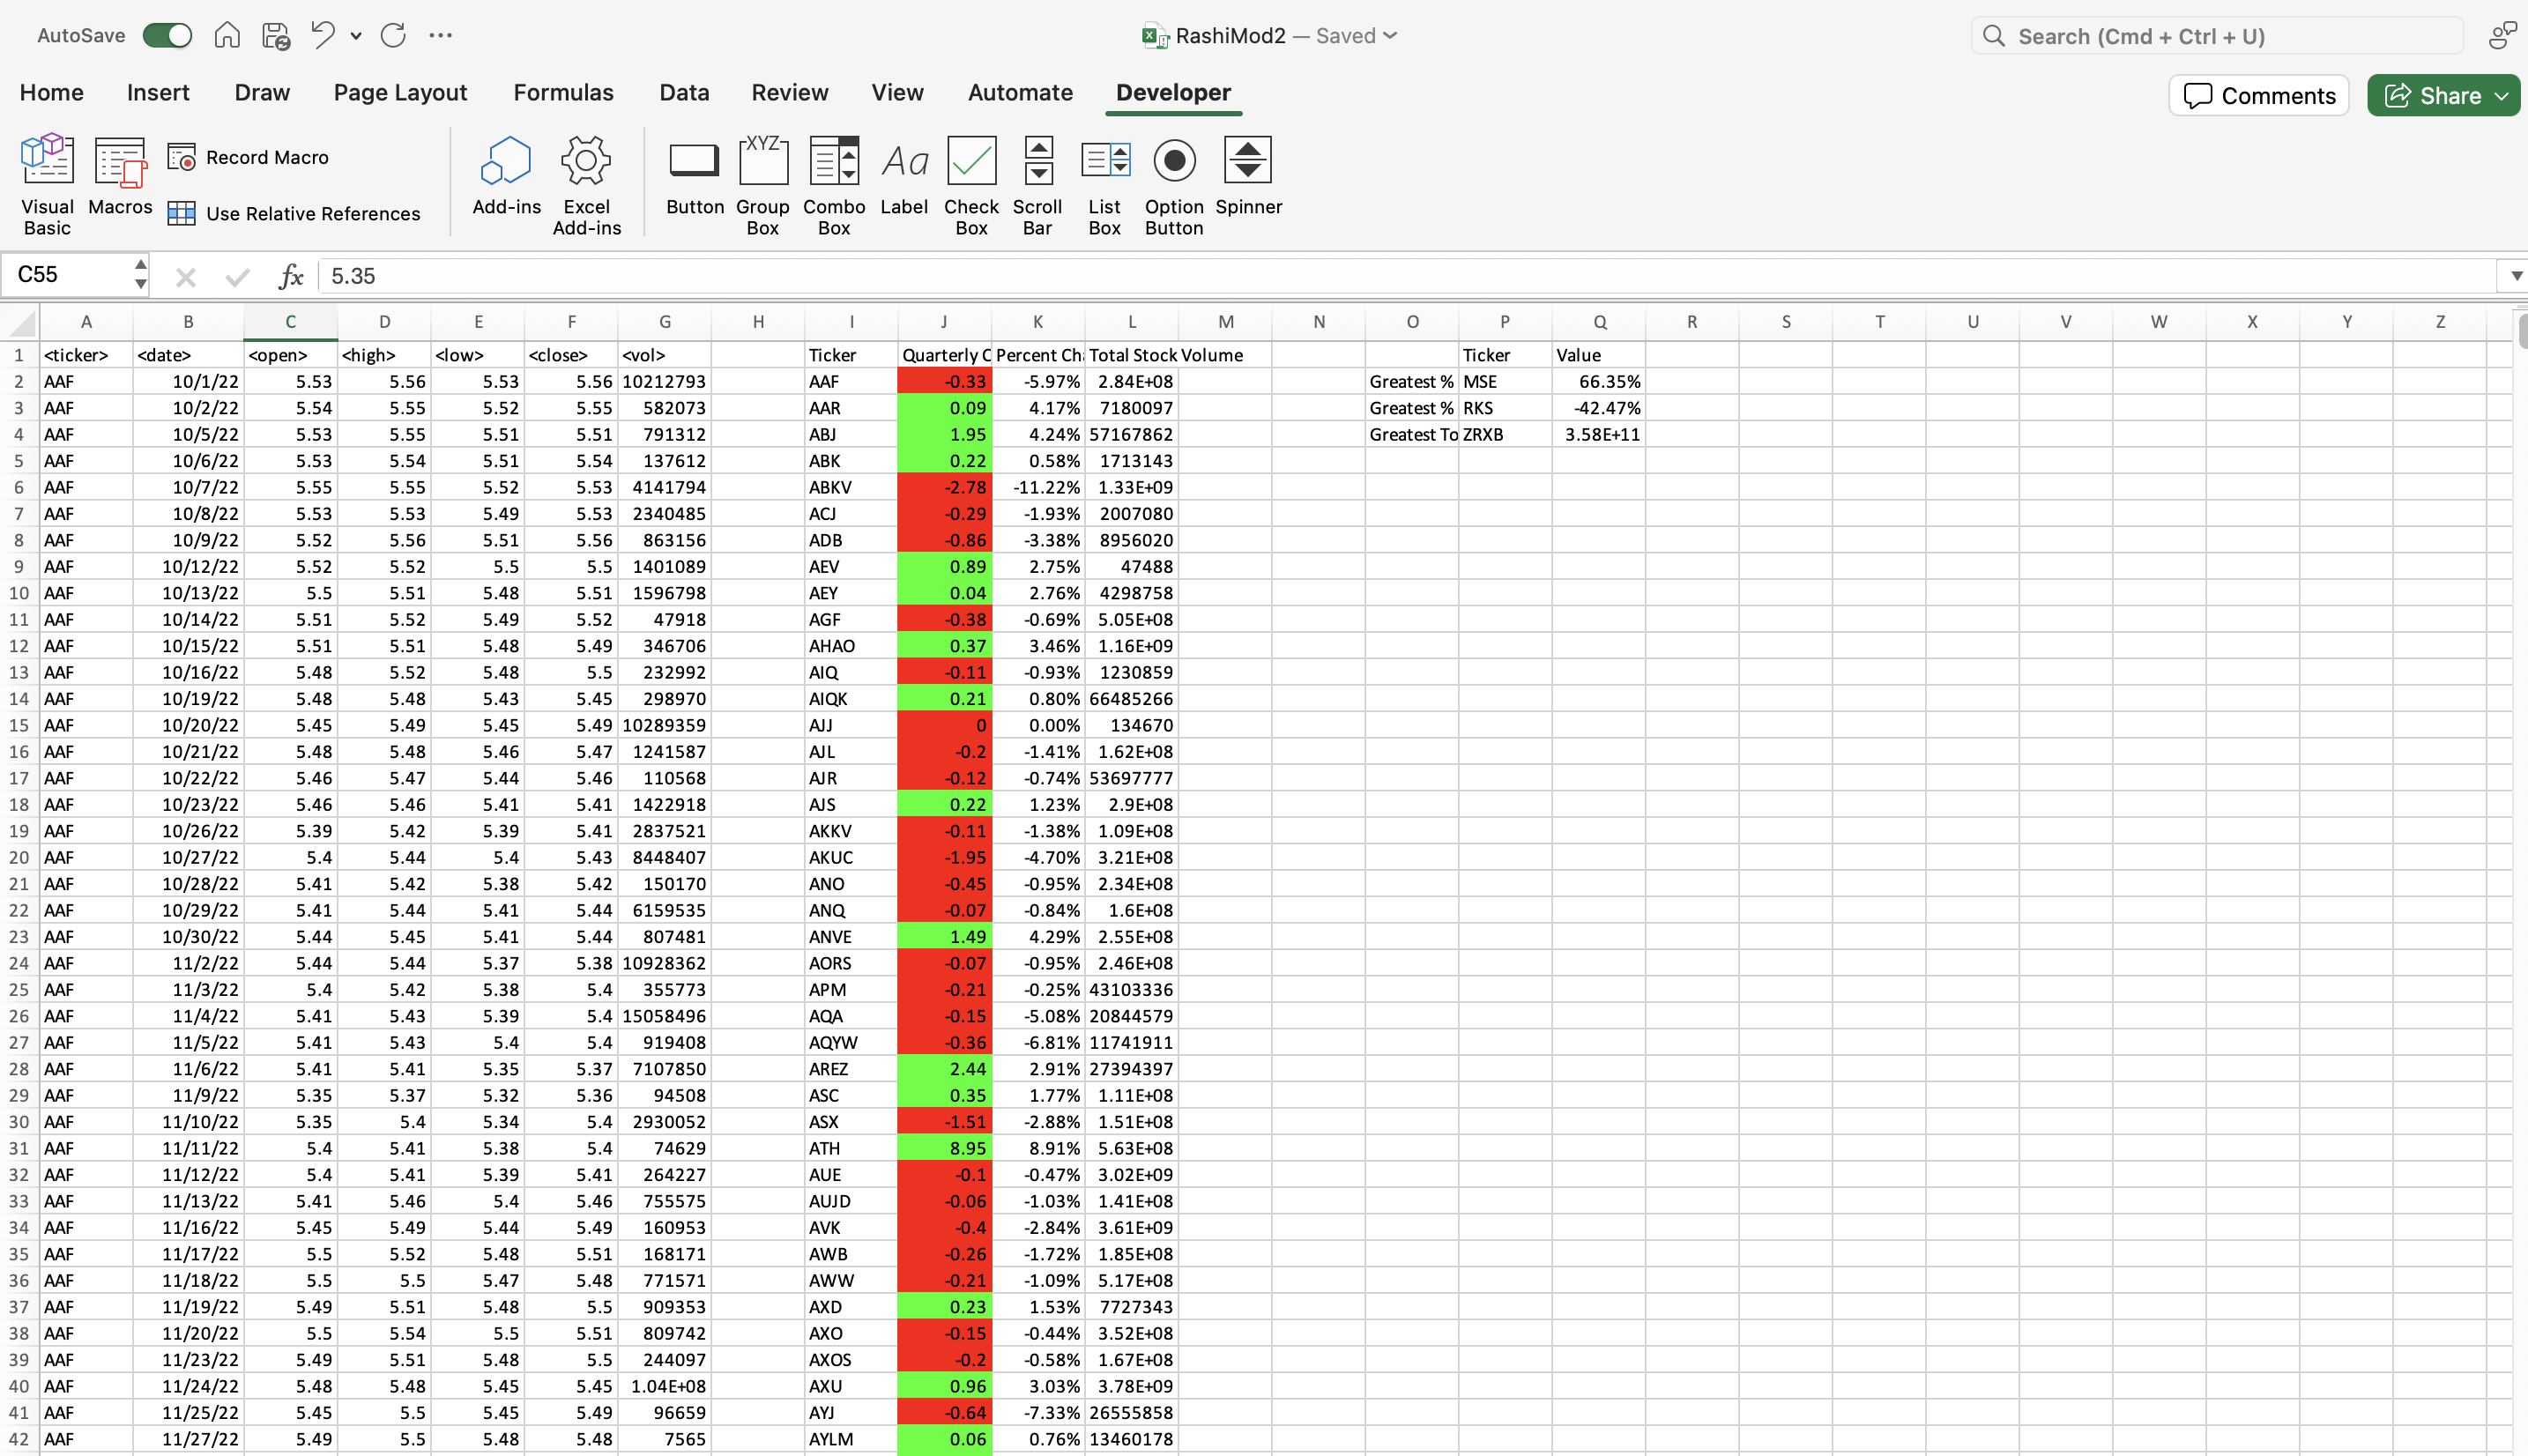 AutoSave RashiMod2 — Saved Search (Cmd + Ctrl + U)
Home Insert Draw Page Layout Formulas Data Review View Automate Developer Comments Share
Visual Basic Macros Record Macro Use Relative References Add-ins Excel Add-ins Button Group Box Combo Box Label Check Box Scroll Bar List Box Option Button Spinner
XYZ Aa
C55 fx 5.35
A B C D E F G H I J K L M N O P Q R S T U V W X Y Z
1 <ticker> <date> <open> <high> <low> <close> <vol> Ticker Quarterly C Percent Ch Total Stock Volume Ticker Value
2 AAF 10/1/22 5.53 5.56 5.53 5.56 10212793 AAF -0.33 -5.97% 2.84E+08 Greatest % MSE 66.35%
3 AAF 10/2/22 5.54 5.55 5.52 5.55 582073 AAR 0.09 4.17% 7180097 Greatest % RKS -42.47%
4 AAF 10/5/22 5.53 5.55 5.51 5.51 791312 ABJ 1.95 4.24% 57167862 Greatest To ZRXB 3.58E+11
5 AAF 10/6/22 5.53 5.54 5.51 5.54 137612 ABK 0.22 0.58% 1713143
6 AAF 10/7/22 5.55 5.55 5.52 5.53 4141794 ABKV -2.78 -11.22% 1.33E+09
7 AAF 10/8/22 5.53 5.53 5.49 5.53 2340485 ACJ -0.29 -1.93% 2007080
8 AAF 10/9/22 5.52 5.56 5.51 5.56 863156 ADB -0.86 -3.38% 8956020
9 AAF 10/12/22 5.52 5.52 5.5 5.5 1401089 AEV 0.89 2.75% 47488
10 AAF 10/13/22 5.5 5.51 5.48 5.51 1596798 AEY 0.04 2.76% 4298758
11 AAF 10/14/22 5.51 5.52 5.49 5.52 47918 AGF -0.38 -0.69% 5.05E+08
12 AAF 10/15/22 5.51 5.51 5.48 5.49 346706 AHAO 0.37 3.46% 1.16E+09
13 AAF 10/16/22 5.48 5.52 5.48 5.5 232992 AIQ -0.11 -0.93% 1230859
14 AAF 10/19/22 5.48 5.48 5.43 5.45 298970 AIQK 0.21 0.80% 66485266
15 AAF 10/20/22 5.45 5.49 5.45 5.49 10289359 AJJ 0 0.00% 134670
16 AAF 10/21/22 5.48 5.48 5.46 5.47 1241587 AJL -0.2 -1.41% 1.62E+08
17 AAF 10/22/22 5.46 5.47 5.44 5.46 110568 AJR -0.12 -0.74% 53697777
18 AAF 10/23/22 5.46 5.46 5.41 5.41 1422918 AJS 0.22 1.23% 2.9E+08
19 AAF 10/26/22 5.39 5.42 5.39 5.41 2837521 AKKV -0.11 -1.38% 1.09E+08
20 AAF 10/27/22 5.4 5.44 5.4 5.43 8448407 AKUC -1.95 -4.70% 3.21E+08
21 AAF 10/28/22 5.41 5.42 5.38 5.42 150170 ANO -0.45 -0.95% 2.34E+08
22 AAF 10/29/22 5.41 5.44 5.41 5.44 6159535 ANQ -0.07 -0.84% 1.6E+08
23 AAF 10/30/22 5.44 5.45 5.41 5.44 807481 ANVE 1.49 4.29% 2.55E+08
24 AAF 11/2/22 5.44 5.44 5.37 5.38 10928362 AORS -0.07 -0.95% 2.46E+08
25 AAF 11/3/22 5.4 5.42 5.38 5.4 355773 APM -0.21 -0.25% 43103336
26 AAF 11/4/22 5.41 5.43 5.39 5.4 15058496 AQA -0.15 -5.08% 20844579
27 AAF 11/5/22 5.41 5.43 5.4 5.4 919408 AQYW -0.36 -6.81% 11741911
28 AAF 11/6/22 5.41 5.41 5.35 5.37 7107850 AREZ 2.44 2.91% 27394397
29 AAF 11/9/22 5.35 5.37 5.32 5.36 94508 ASC 0.35 1.77% 1.11E+08
30 AAF 11/10/22 5.35 5.4 5.34 5.4 2930052 ASX -1.51 -2.88% 1.51E+08
31 AAF 11/11/22 5.4 5.41 5.38 5.4 74629 ATH 8.95 8.91% 5.63E+08
32 AAF 11/12/22 5.4 5.41 5.39 5.41 264227 AUE -0.1 -0.47% 3.02E+09
33 AAF 11/13/22 5.41 5.46 5.4 5.46 755575 AUJD -0.06 -1.03% 1.41E+08
34 AAF 11/16/22 5.45 5.49 5.44 5.49 160953 AVK -0.4 -2.84% 3.61E+09
35 AAF 11/17/22 5.5 5.52 5.48 5.51 168171 AWB -0.26 -1.72% 1.85E+08
36 AAF 11/18/22 5.5 5.5 5.47 5.48 771571 AWW -0.21 -1.09% 5.17E+08
37 AAF 11/19/22 5.49 5.51 5.48 5.5 909353 AXD 0.23 1.53% 7727343
38 AAF 11/20/22 5.5 5.54 5.5 5.51 809742 AXO -0.15 -0.44% 3.52E+08
39 AAF 11/23/22 5.49 5.51 5.48 5.5 244097 AXOS -0.2 -0.58% 1.67E+08
40 AAF 11/24/22 5.48 5.48 5.45 5.45 1.04E+08 AXU 0.96 3.03% 3.78E+09
41 AAF 11/25/22 5.45 5.5 5.45 5.49 96659 AYJ -0.64 -7.33% 26555858
42 AAF 11/27/22 5.49 5.5 5.48 5.48 7565 AYLM 0.06 0.76% 13460178